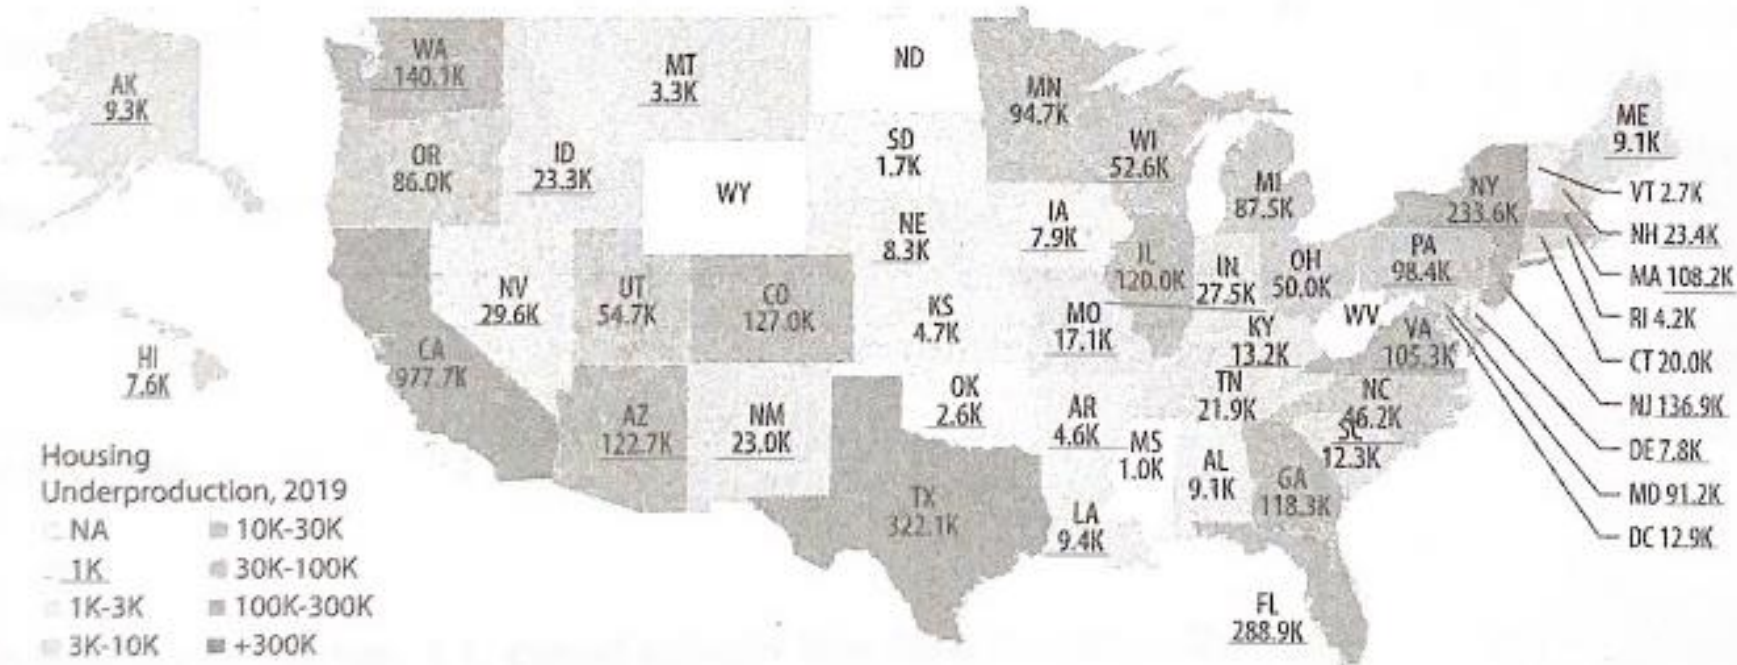 AK
9.3K
HI
7.6K
WA
140.1K
OR
86.0K
CA
977.7K
NV
29.6K
ID
23.3K
MT
3.3K
WY
UT
54.7K
CO
127.0K
AZ
122.7K
NM
23.0K
ND
SD
1.7K
NE
8.3K
KS
4.7K
OK
2.6K
TX
322.1K
MN
94.7K
IA
7.9K
MO
17.1K
AR
4.6K
LA
9.4K
WI
52.6K
IL
120.0K
MI
87.5K
IN
27.5K
OH
50.0K
KY
13.2K
TN
21.9K
MS
1.0K
AL
9.1K
GA
118.3K
FL
288.9K
SC
12.3K
NC
46.2K
VA
105.3K
WV
PA
98.4K
NY
233.6K
ME
9.1K
VT 2.7K
NH 23.4K
MA 108.2K
RI 4.2K
CT 20.0K
NJ 136.9K
DE 7.8K
MD 91.2K
DC 12.9K
Housing
Underproduction, 2019
NA
1K
1K-3K
3K-10K
10K-30K
30K-100K
100K-300K
+300K